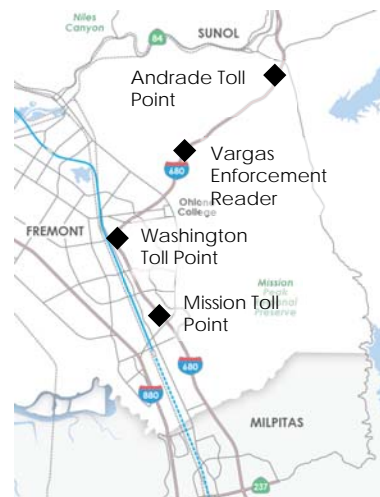 Niles
Canyon
84
SUNOL
Andrade Toll
Point
Vargas
Enforcement
Reader
680
Ohlone
College
FREMONT
Washington
Toll Point
Mission
Peak
Regional
Preserve
Mission Toll
Point
680
880
MILPITAS
237